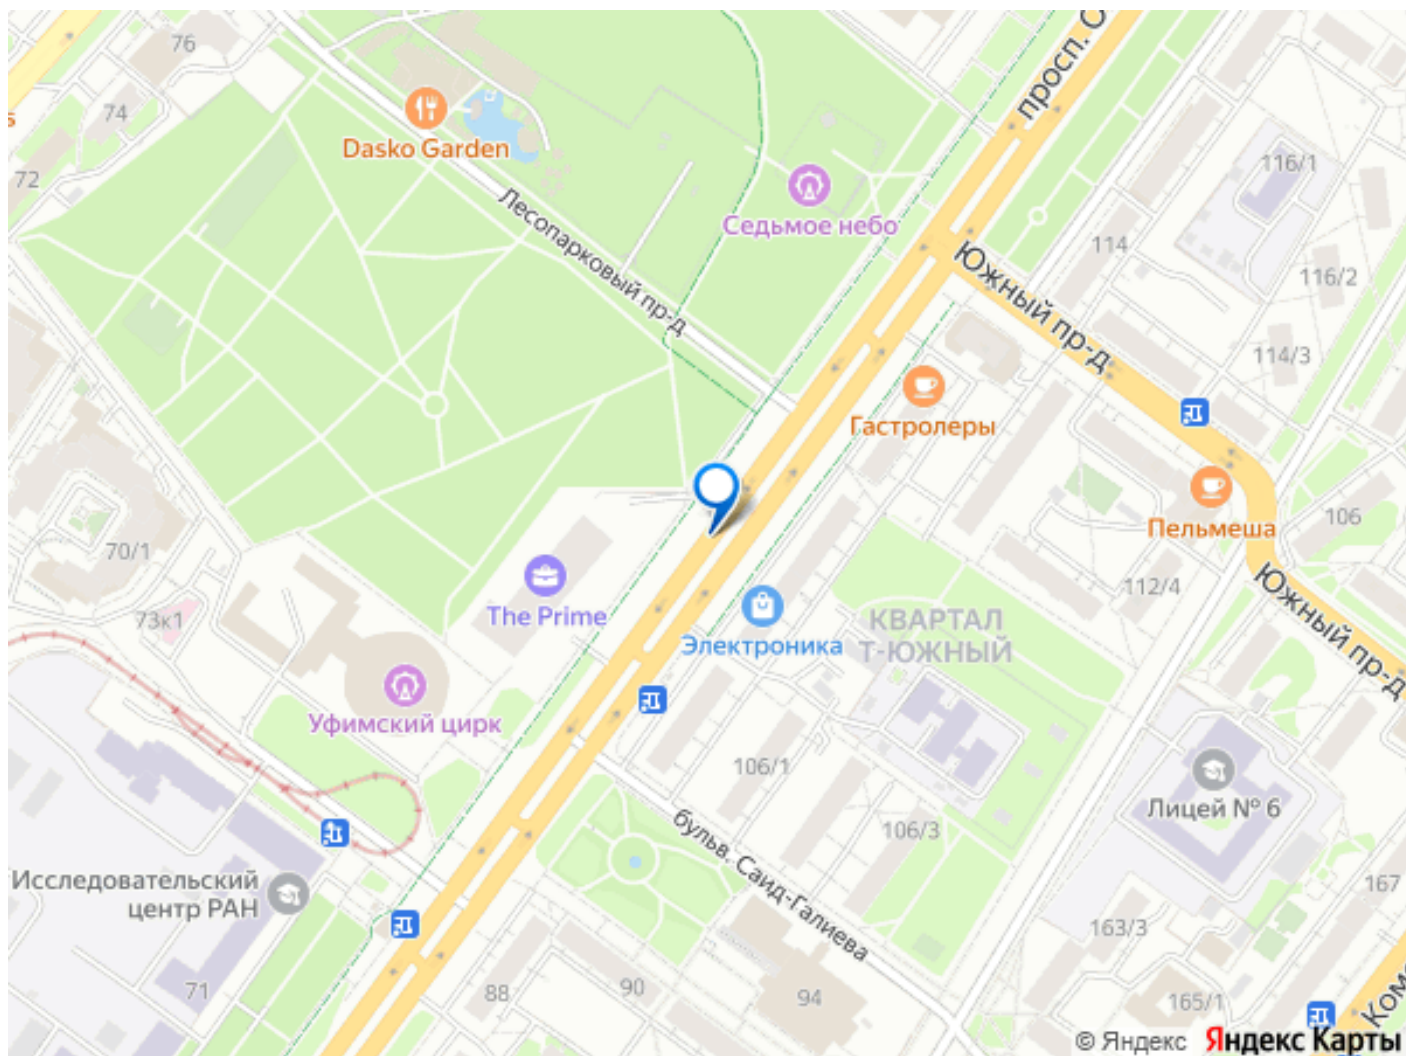 76
просп. О
74
Dasko Garden
72
Лесопарковый пр-д
Седьмое небо
116/1
114
116/2
Южный пр-д
114/3
Гастролеры
Пельмеша
106
112/4
70/1
73к1
The Prime
Электроника
КВАРТАЛ
Т-ЮЖНЫЙ
Южный пр-д
Уфимский цирк
106/1
106/3
Лицей № 6
бульв. Саид-Галиева
Исследовательский
центр РАН
167
163/3
71
88
90
94
165/1
Комс
© Яндекс Яндекс Карты